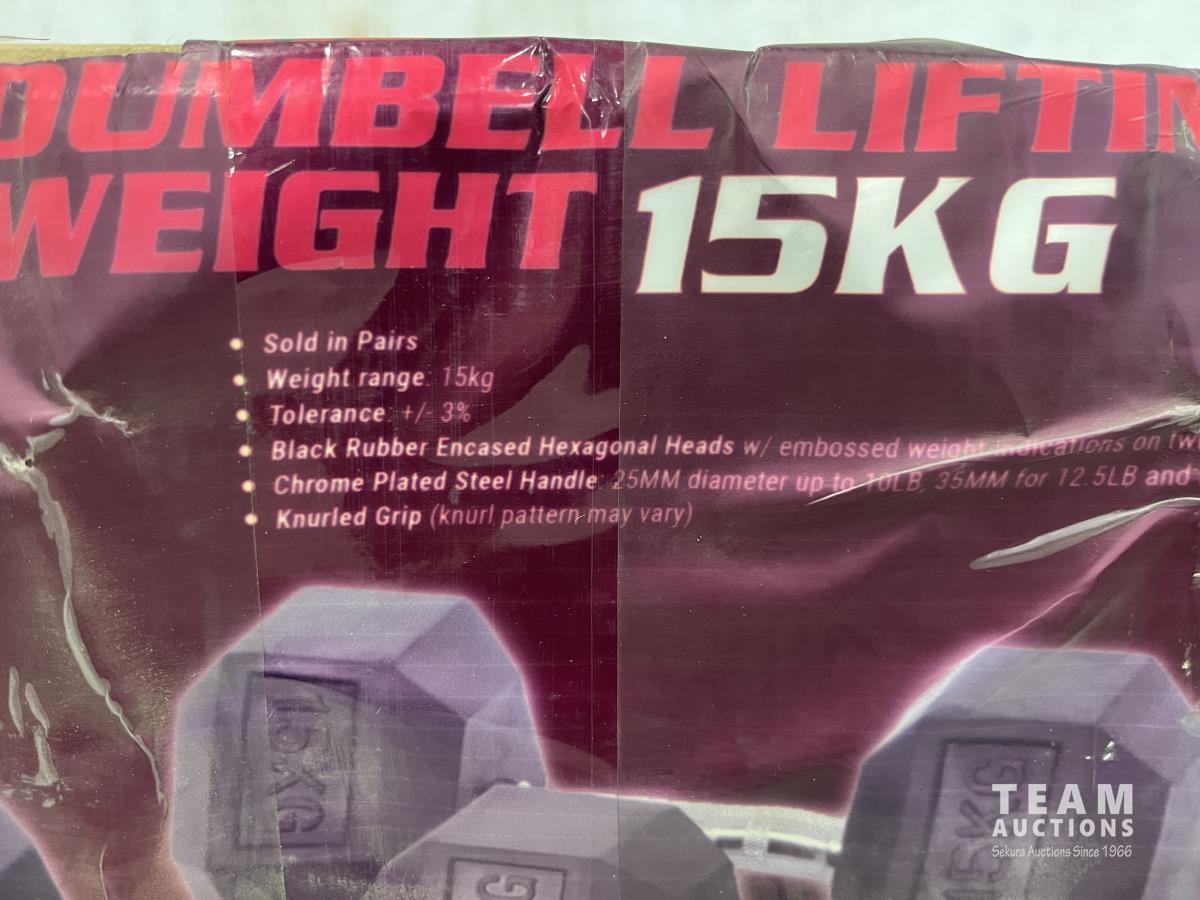 DUMBELL LIFTIN
WEIGHT 15KG
• Sold in Pairs
• Weight range: 15kg
• Tolerance: +/- 3%
• Black Rubber Encased Hexagonal Heads w/ embossed weight indications on tw
• Chrome Plated Steel Handle: 25MM diameter up to 10LB, 35MM for 12.5LB and
• Knurled Grip (knurl pattern may vary)
15KG
15KG
G
TEAM
AUCTIONS
Sekura Auctions Since 1966